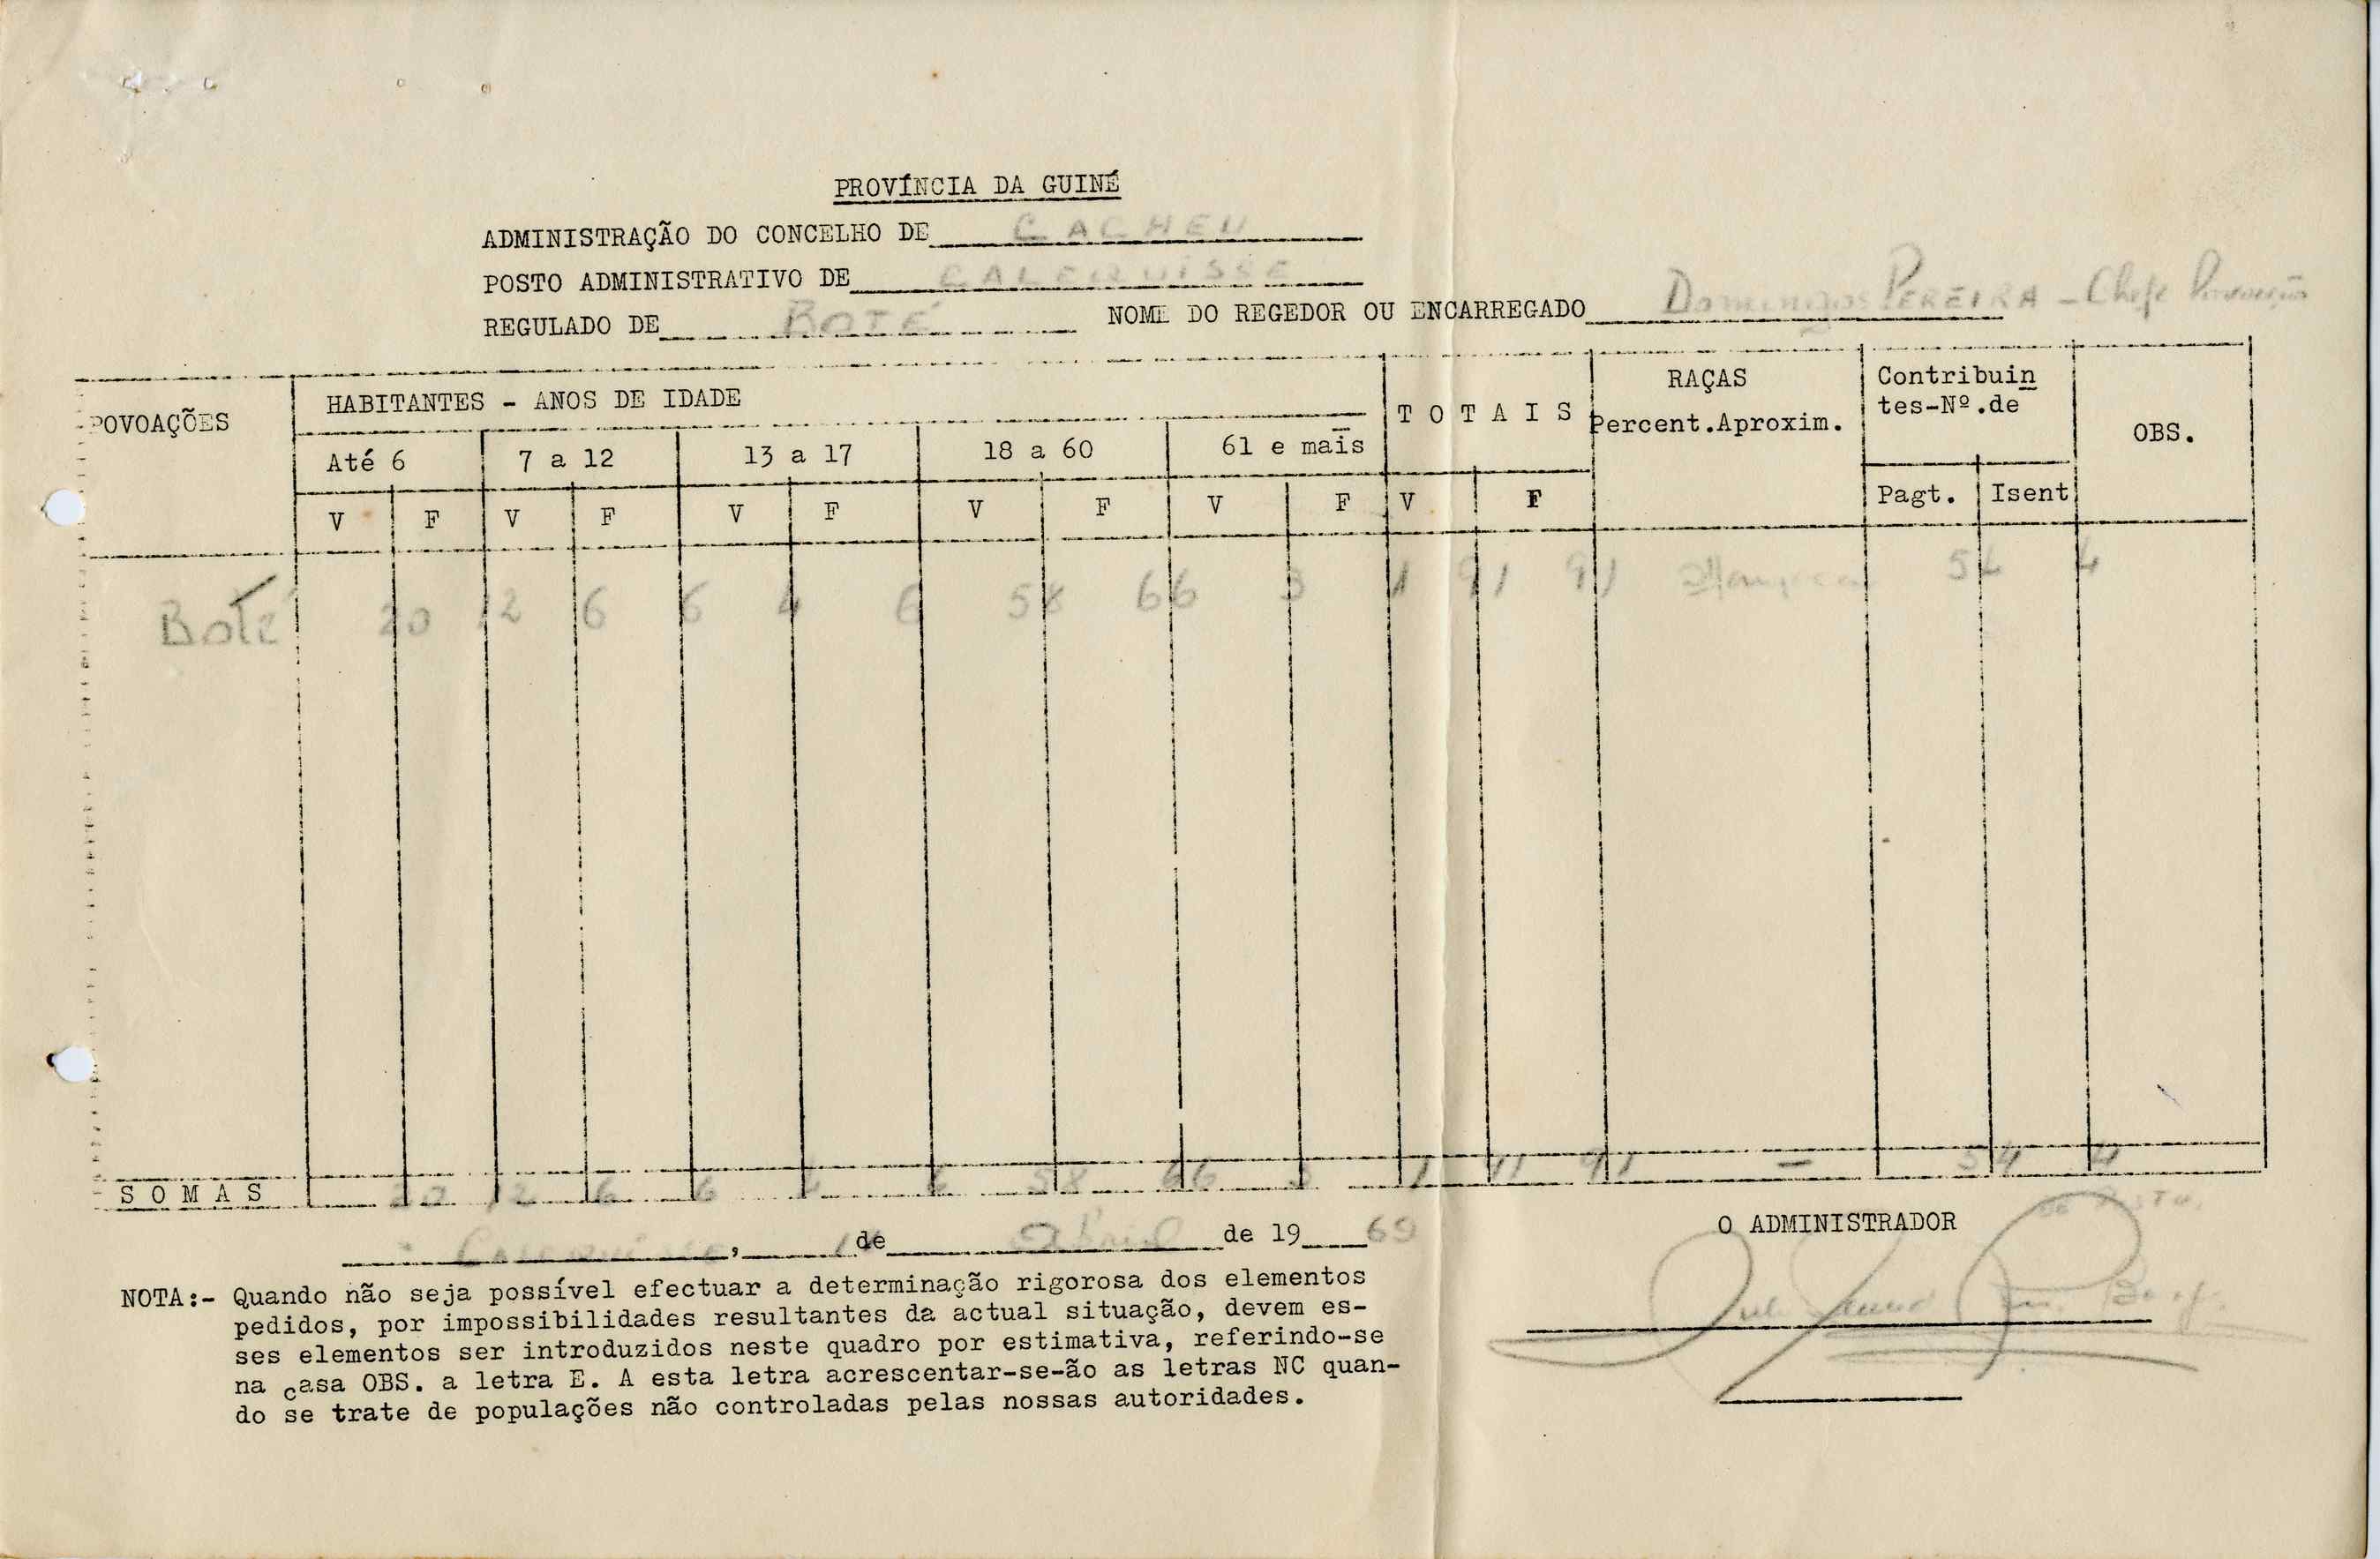 PROVÍNCIA DA GUINÉ
ADMINISTRAÇÃO DO CONCELHO DE CACHEU
POSTO ADMINISTRATIVO DE CALEQUISSE
REGULADO DE BOTÉ NOME DO REGEDOR OU ENCARREGADO Domingos PEREIRA - Chefe
POVOAÇÕES HABITANTES - ANOS DE IDADE T O T A I S RAÇAS Percent.Aproxim. Contribuin tes-Nº.de OBS.
Até 6 7 a 12 13 a 17 18 a 60 61 e mais
V F V F V F V F V F V F Pagt. Isent
Boté 20 12 6 6 4 6 58 66 3 1 91 91 54 4
S O M A S 20 12 6 6 4 6 58 66 3 1 91 91 - 54 4
Calequisse, de Abril de 19 69
O ADMINISTRADOR
NOTA:- Quando não seja possível efectuar a determinação rigorosa dos elementos
pedidos, por impossibilidades resultantes da actual situação, devem es-
ses elementos ser introduzidos neste quadro por estimativa, referindo-se
na casa OBS. a letra E. A esta letra acrescentar-se-ão as letras NC quan-
do se trate de populações não controladas pelas nossas autoridades.